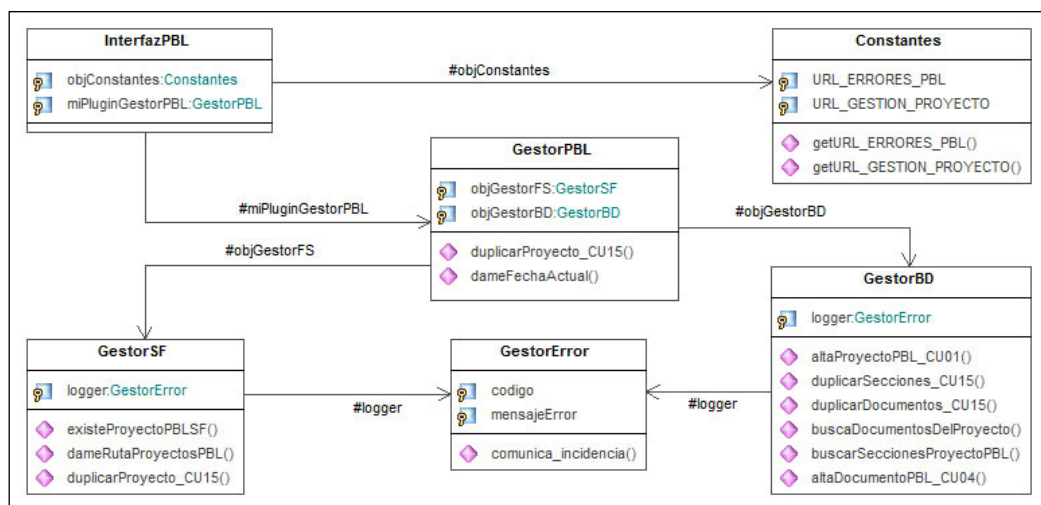 InterfazPBL
objConstantes:Constantes
miPluginGestorPBL:GestorPBL
#objConstantes
Constantes
URL_ERRORES_PBL
URL_GESTION_PROYECTO
getURL_ERRORES_PBL()
getURL_GESTION_PROYECTO()
GestorPBL
objGestorFS:GestorSF
objGestorBD:GestorBD
duplicarProyecto_CU15()
dameFechaActual()
#miPluginGestorPBL
#objGestorBD
#objGestorFS
GestorBD
logger:GestorError
altaProyectoPBL_CU01()
duplicarSecciones_CU15()
duplicarDocumentos_CU15()
buscaDocumentosDelProyecto()
buscarSeccionesProyectoPBL()
altaDocumentoPBL_CU04()
GestorSF
logger:GestorError
existeProyectoPBLSF()
dameRutaProyectosPBL()
duplicarProyecto_CU15()
#logger
GestorError
codigo
mensajeError
comunica_incidencia()
#logger